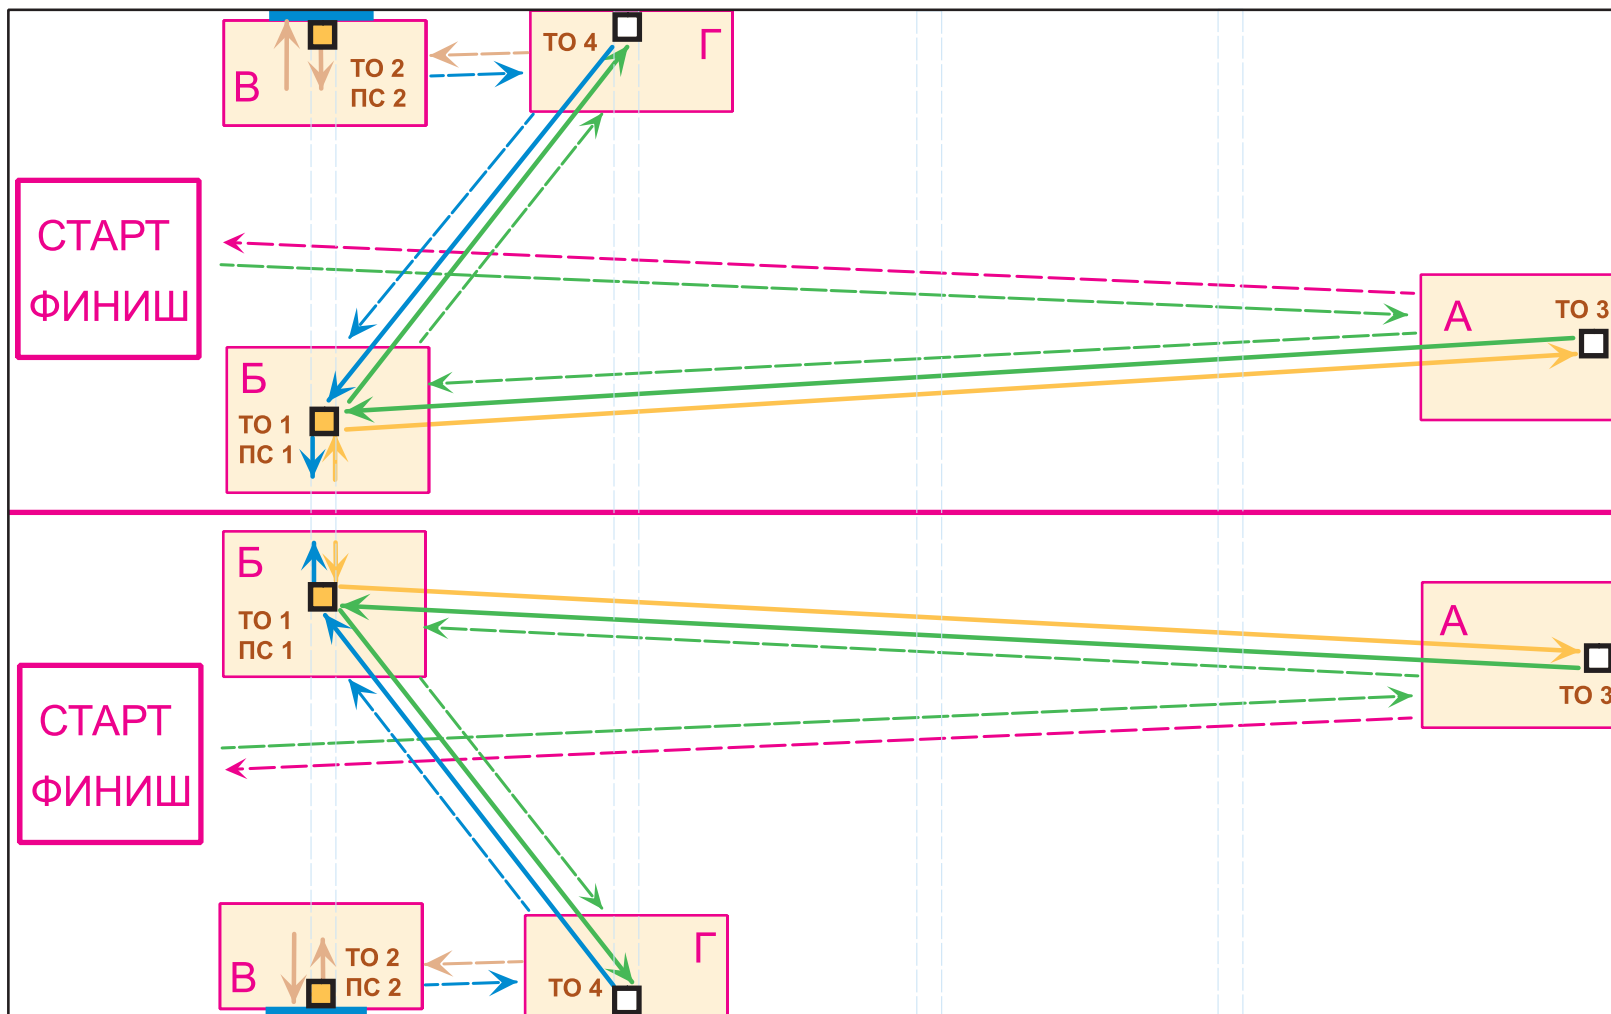 В
ТО 2
ПС 2
ТО 4
Г
СТАРТ
ФИНИШ
А
ТО 3
Б
ТО 1
ПС 1
Б
ТО 1
ПС 1
А
ТО 3
СТАРТ
ФИНИШ
В
ТО 2
ПС 2
ТО 4
Г